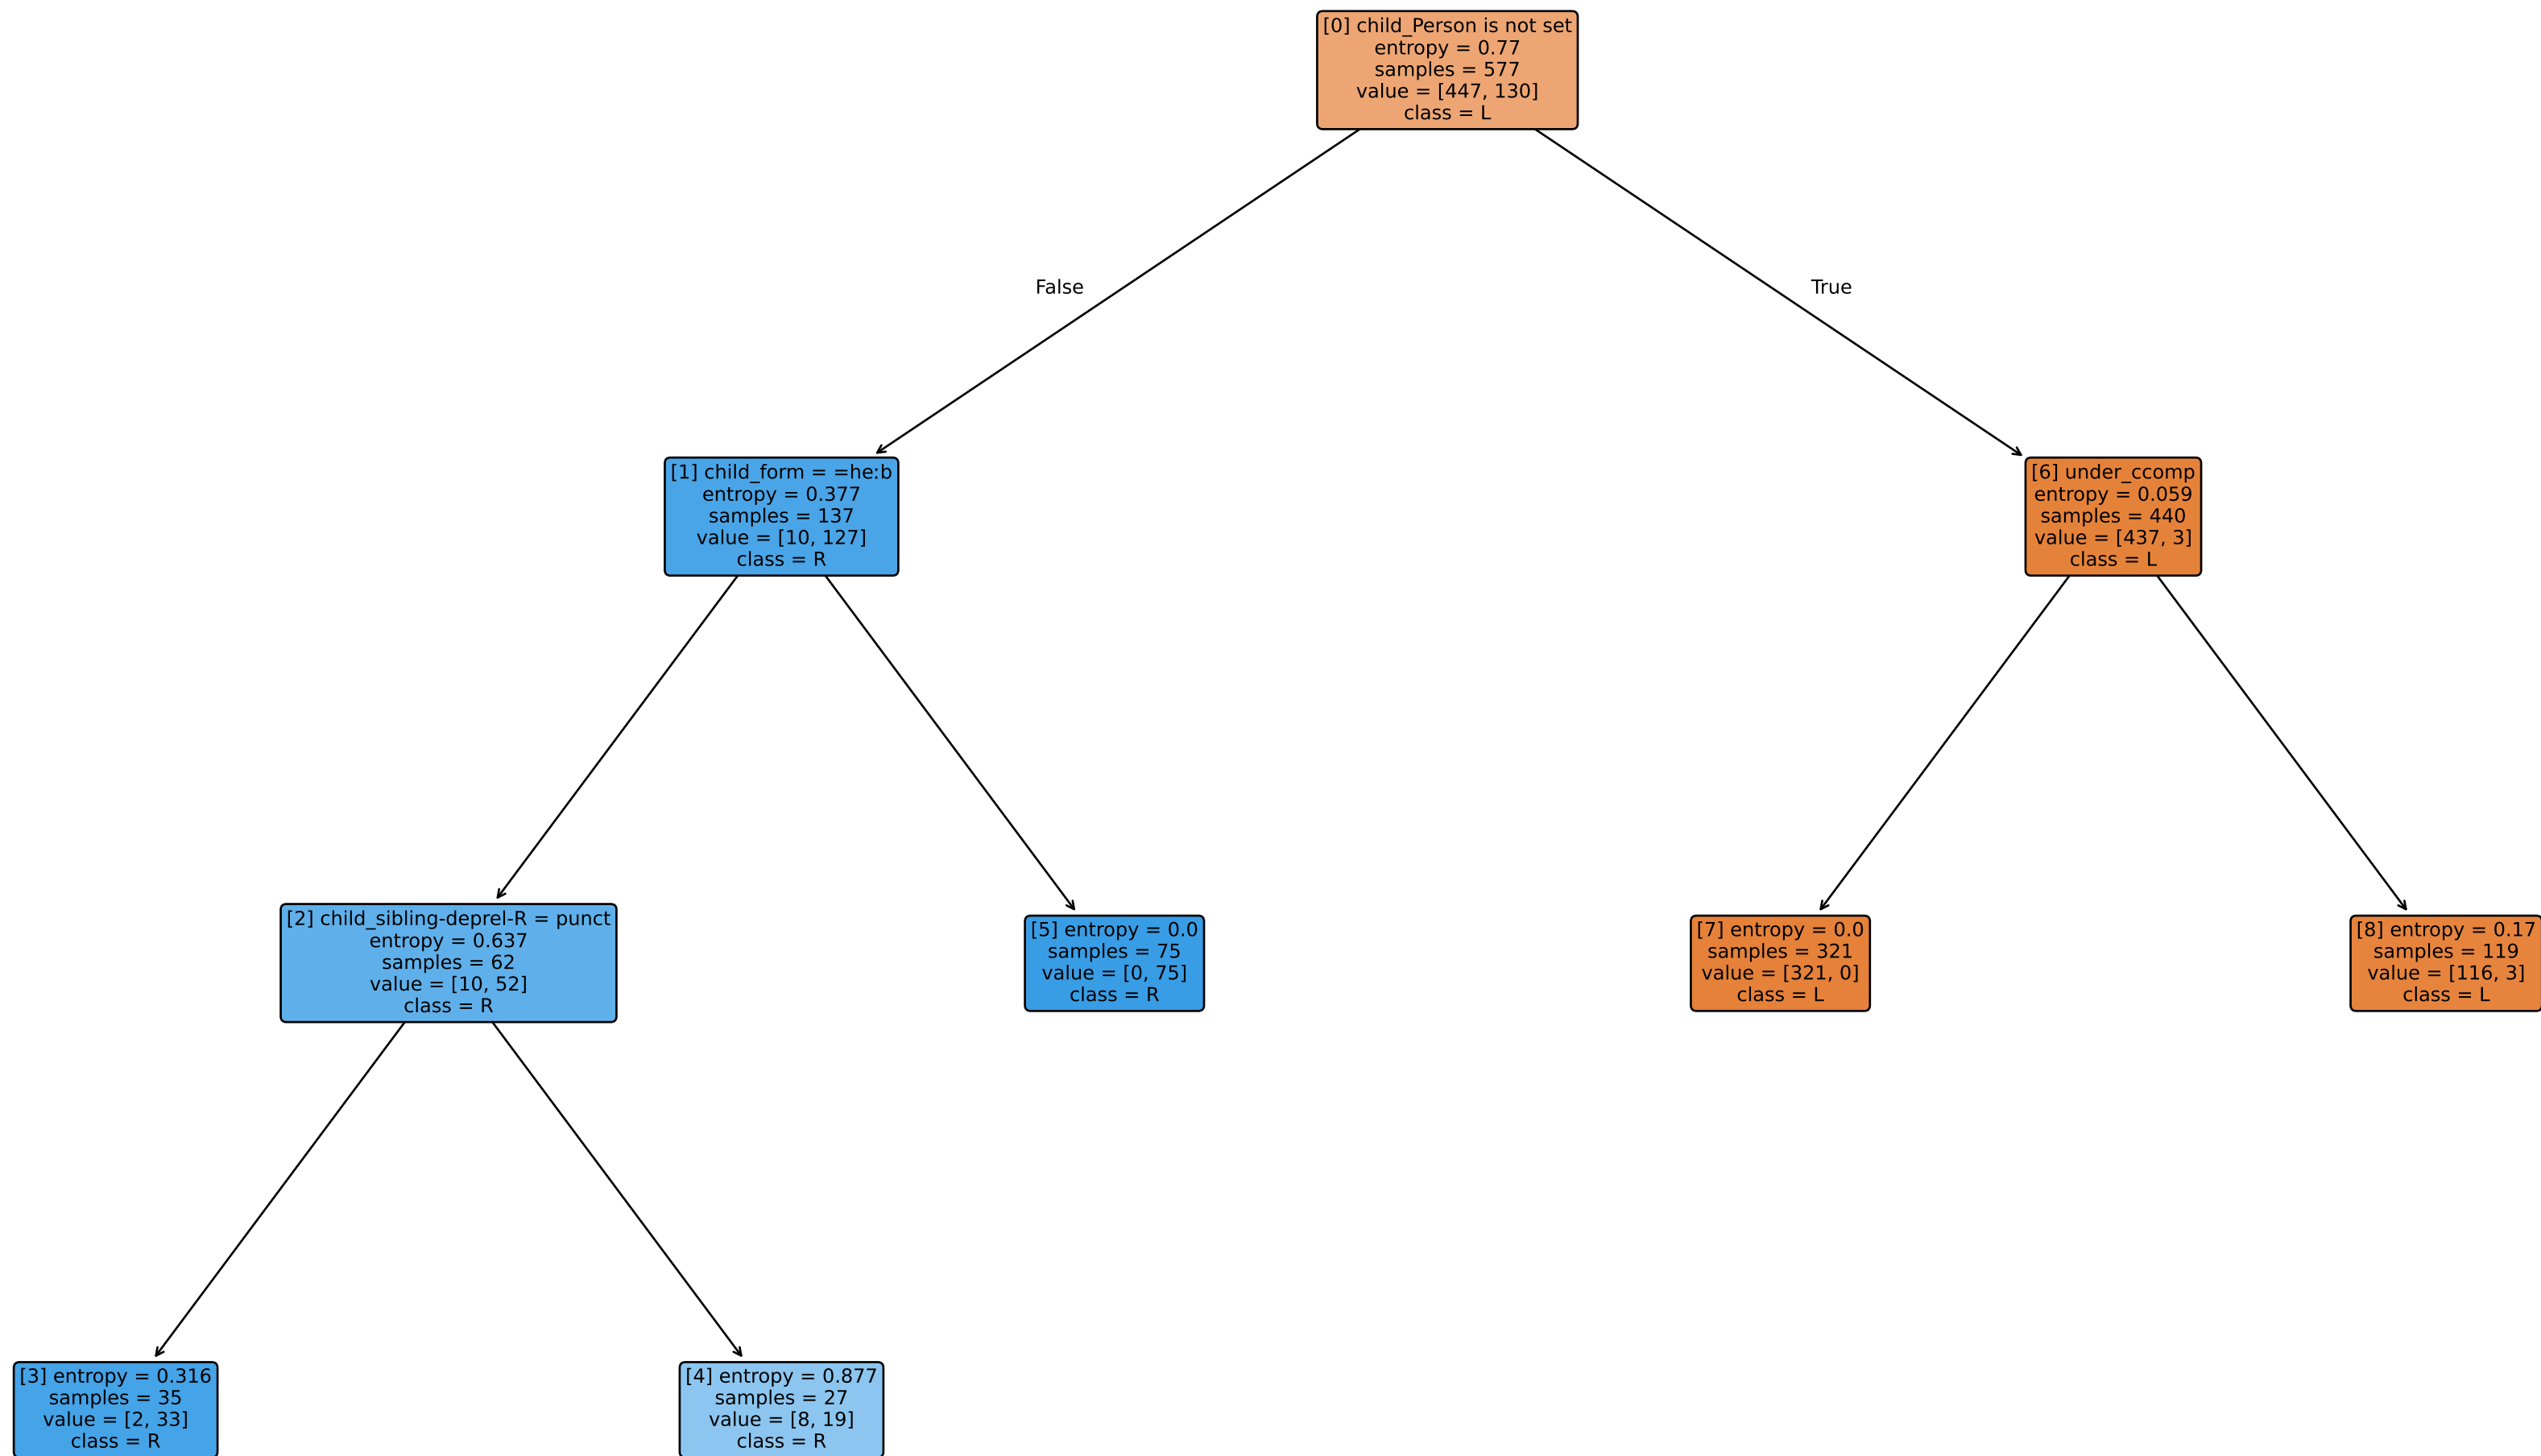 [0] child_Person is not set
entropy = 0.77
samples = 577
value = [447, 130]
class = L
False
True
[1] child_form = =he:b
entropy = 0.377
samples = 137
value = [10, 127]
class = R
[6] under_ccomp
entropy = 0.059
samples = 440
value = [437, 3]
class = L
[2] child_sibling-deprel-R = punct
entropy = 0.637
samples = 62
value = [10, 52]
class = R
[5] entropy = 0.0
samples = 75
value = [0, 75]
class = R
[7] entropy = 0.0
samples = 321
value = [321, 0]
class = L
[8] entropy = 0.17
samples = 119
value = [116, 3]
class = L
[3] entropy = 0.316
samples = 35
value = [2, 33]
class = R
[4] entropy = 0.877
samples = 27
value = [8, 19]
class = R